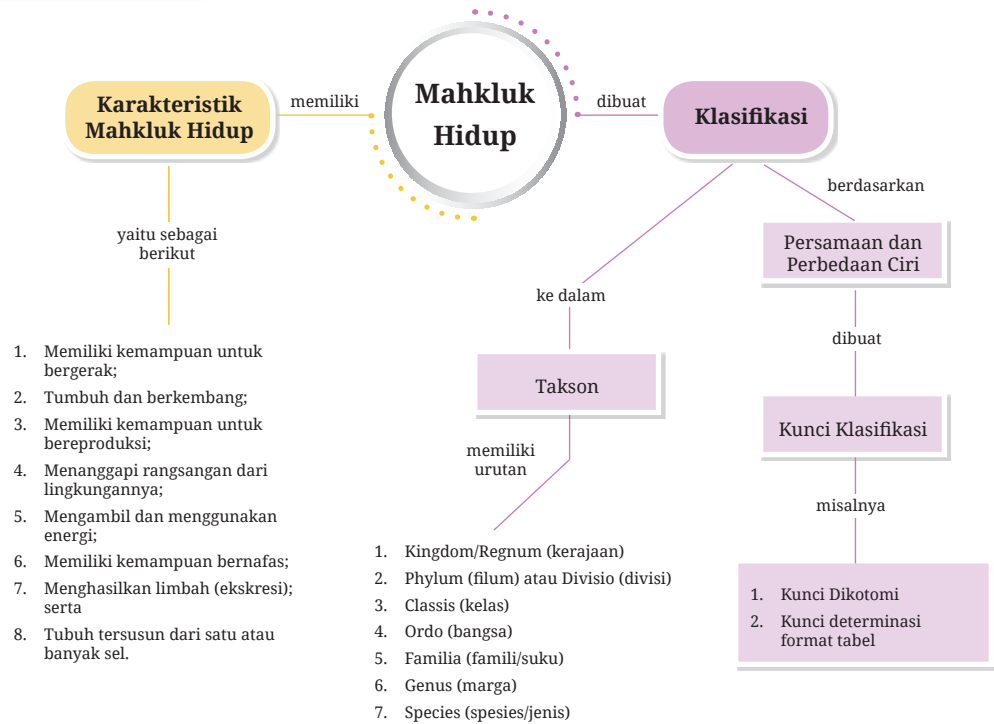 Mahkluk
Hidup
memiliki
Karakteristik
Mahkluk Hidup
yaitu sebagai
berikut
1. Memiliki kemampuan untuk
bergerak;
2. Tumbuh dan berkembang;
3. Memiliki kemampuan untuk
bereproduksi;
4. Menanggapi rangsangan dari
lingkungannya;
5. Mengambil dan menggunakan
energi;
6. Memiliki kemampuan bernafas;
7. Menghasilkan limbah (ekskresi);
serta
8. Tubuh tersusun dari satu atau
banyak sel.
dibuat
Klasifikasi
ke dalam
Takson
memiliki
urutan
1. Kingdom/Regnum (kerajaan)
2. Phylum (filum) atau Divisio (divisi)
3. Classis (kelas)
4. Ordo (bangsa)
5. Familia (famili/suku)
6. Genus (marga)
7. Species (spesies/jenis)
berdasarkan
Persamaan dan
Perbedaan Ciri
dibuat
Kunci Klasifikasi
misalnya
1. Kunci Dikotomi
2. Kunci determinasi
format tabel